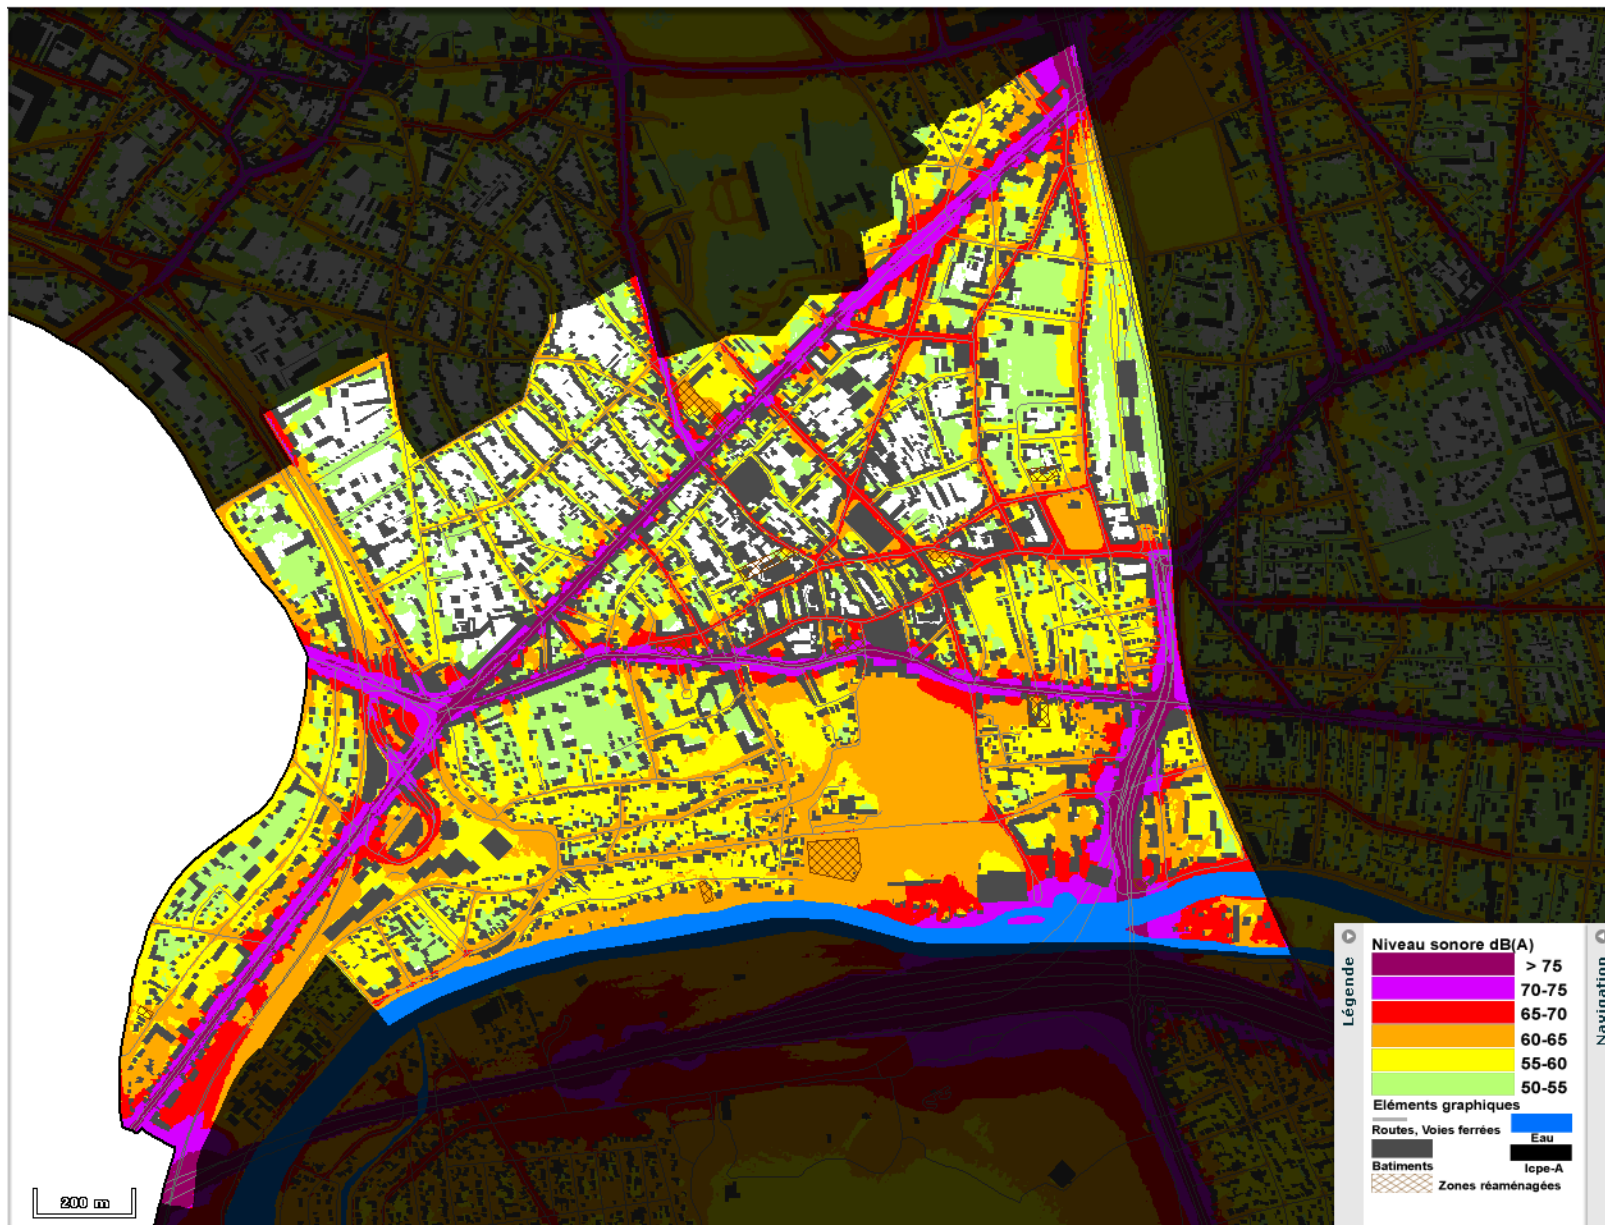 Légende
Niveau sonore dB(A)
> 75
70-75
65-70
60-65
55-60
50-55
Eléments graphiques
Routes, Voies ferrées
Eau
Batiments
Icpe-A
Zones réaménagées
Navigation
200 m